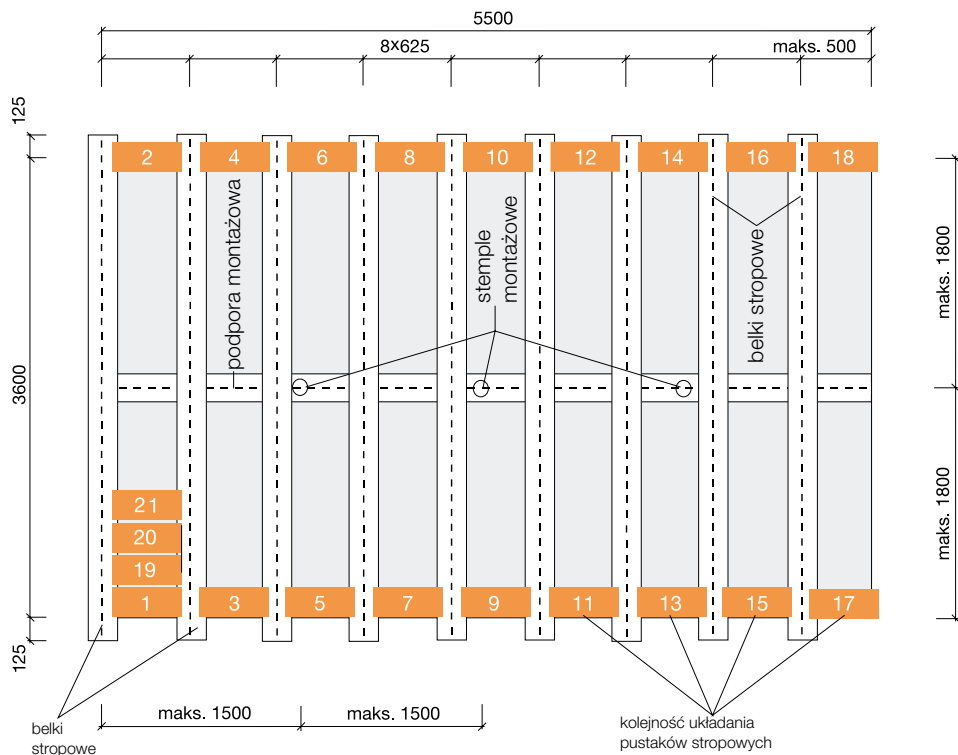 5500
8x625
maks. 500
125
2
4
6
8
10
12
14
16
18
podpora montażowa
stemple
montażowe
belki stropowe
maks. 1800
3600
21
20
19
1
3
5
7
9
11
13
15
17
maks. 1800
125
maks. 1500
maks. 1500
belki
stropowe
kolejność układania
pustaków stropowych